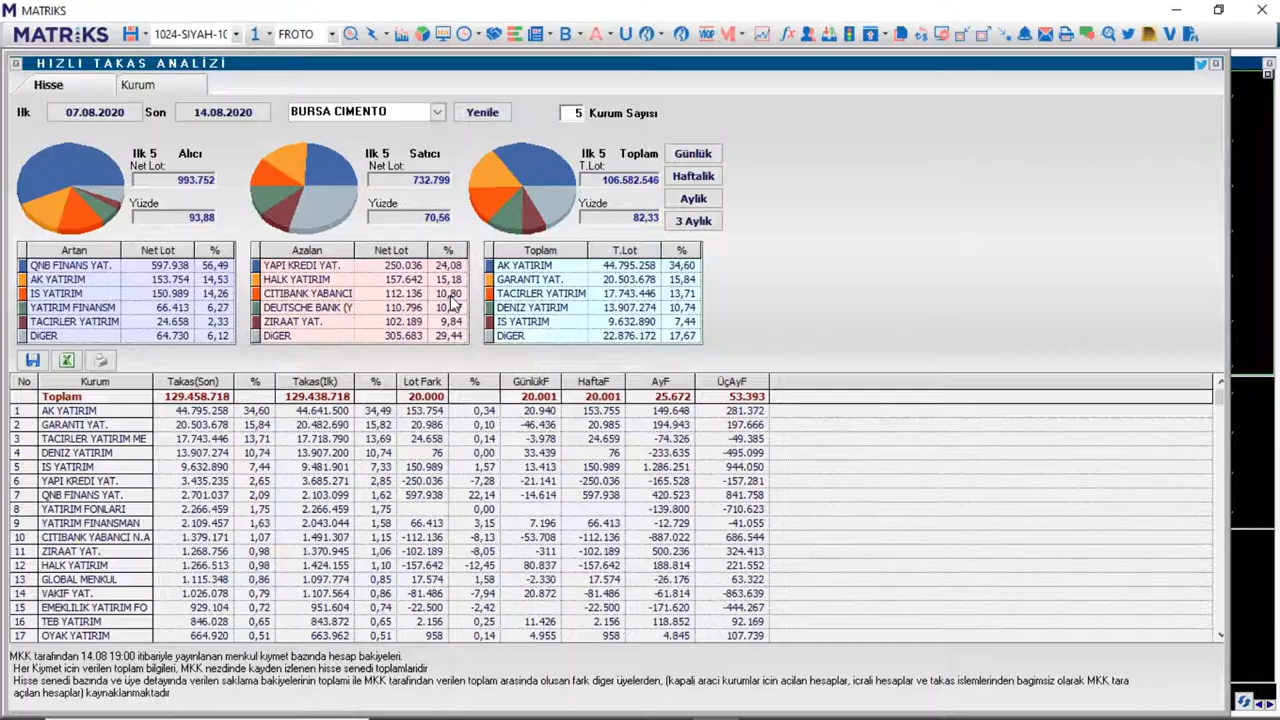 MATRIKS
MATRIKS 1024-SIYAH-10 1 FROTO
HIZLI TAKAS ANALİZİ
Hisse Kurum
Ilk 07.08.2020 Son 14.08.2020 BURSA CIMENTO Yenile 5 Kurum Sayısı
Ilk 5 Alıcı
Net Lot:
993.752
Yüzde
93,88
Ilk 5 Satıcı
Net Lot:
732.799
Yüzde
70,56
Ilk 5 Toplam
T.Lot:
106.582.546
Yüzde
82,33
Günlük
Haftalık
Aylık
3 Aylık
Artan Net Lot %
QNB FINANS YAT. 597.938 56,49
AK YATIRIM 153.754 14,53
IS YATIRIM 150.989 14,26
YATIRIM FINANSM 66.413 6,27
TACIRLER YATIRIM 24.658 2,33
DiGER 64.730 6,12
Azalan Net Lot %
YAPI KREDI YAT. 250.036 24,08
HALK YATIRIM 157.642 15,18
CITIBANK YABANCI 112.136 10,80
DEUTSCHE BANK (Y 110.796
ZIRAAT YAT. 102.189 9,84
DiGER 305.683 29,44
Toplam T.Lot %
AK YATIRIM 44.795.258 34,60
GARANTI YAT. 20.503.678 15,84
TACIRLER YATIRIM 17.743.446 13,71
DENIZ YATIRIM 13.907.274 10,74
IS YATIRIM 9.632.890 7,44
DiGER 22.876.172 17,67
No Kurum Takas(Son) % Takas(Ilk) % Lot Fark % GünlükF HaftaF AyF ÜçAyF
Toplam 129.458.718 129.438.718 20.000 20.001 20.001 25.672 53.393
1 AK YATIRIM 44.795.258 34,60 44.641.500 34,49 153.754 0,34 20.940 153.755 149.648 281.372
2 GARANTI YAT. 20.503.678 15,84 20.482.690 15,82 20.986 0,10 -46.436 20.985 194.943 197.666
3 TACIRLER YATIRIM ME 17.743.446 13,71 17.718.790 13,69 24.658 0,14 -3.978 24.659 -74.326 -49.385
4 DENIZ YATIRIM 13.907.274 10,74 13.907.200 10,74 76 0,00 33.439 76 -233.635 -495.099
5 IS YATIRIM 9.632.890 7,44 9.481.901 7,33 150.989 1,57 13.413 150.989 1.286.251 944.050
6 YAPI KREDI YAT. 3.435.235 2,65 3.685.271 2,85 -250.036 -7,28 -21.141 -250.036 -165.528 -157.281
7 QNB FINANS YAT. 2.701.037 2,09 2.103.099 1,62 597.938 22,14 -14.614 597.938 420.523 841.758
8 YATIRIM FONLARI 2.266.459 1,75 2.266.459 1,75 0,00 -139.800 -710.623
9 YATIRIM FINANSMAN 2.109.457 1,63 2.043.044 1,58 66.413 3,15 7.196 66.413 -12.729 -41.055
10 CITIBANK YABANCI N.A 1.379.171 1,07 1.491.307 1,15 -112.136 -8,13 -53.708 -112.136 -887.022 686.544
11 ZIRAAT YAT. 1.268.756 0,98 1.370.945 1,06 -102.189 -8,05 -311 -102.189 500.236 324.413
12 HALK YATIRIM 1.266.513 0,98 1.424.155 1,10 -157.642 -12,45 80.837 -157.642 188.814 221.552
13 GLOBAL MENKUL 1.115.348 0,86 1.097.774 0,85 17.574 1,58 -2.330 17.574 -26.176 63.322
14 VAKIF YAT. 1.026.078 0,79 1.107.564 0,86 -81.486 -7,94 20.872 -81.486 -61.814 -863.639
15 EMEKLILIK YATIRIM FO 929.104 0,72 951.604 0,74 -22.500 -2,42 -22.500 -171.620 -444.267
16 TEB YATIRIM 846.028 0,65 843.872 0,65 2.156 0,25 11.426 2.156 118.852 92.169
17 OYAK YATIRIM 664.920 0,51 663.962 0,51 958 0,14 4.955 958 4.845 107.739
MKK tarafından 14.08 19:00 itibariyle yayınlanan menkul kıymet bazında hesap bakiyeleri.
Her Kiymet icin verilen toplam bilgileri, MKK nezdinde kayden izlenen hisse senedi toplamlaridir
Hisse senedi bazında ve üye detayında verilen saklama bakiyelerinin toplami ile MKK tarafından verilen toplam arasinda olusan fark diger üyelerden, (kapali araci kurumlar icin acilan hesaplar, icrali hesaplar ve takas islemlerinden bagimsiz olarak MKK tara
açılan hesaplar) kaynaklanmaktadır